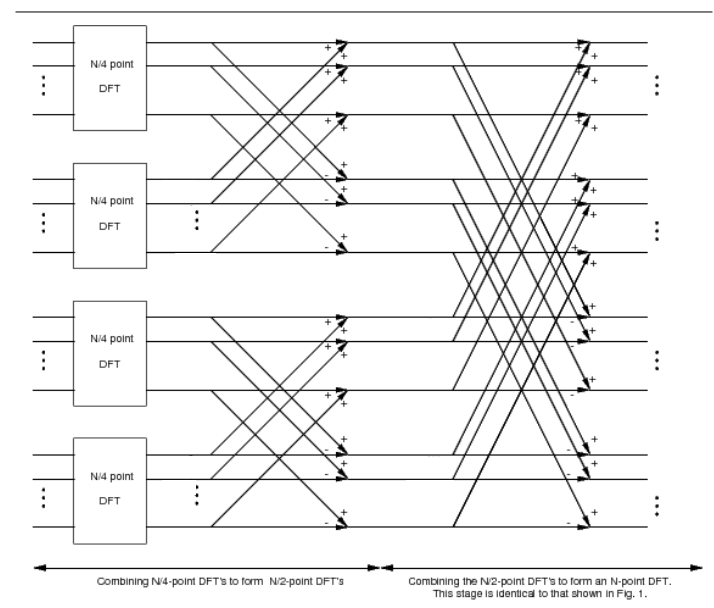 N/4 point
DFT
N/4 point
DFT
N/4 point
DFT
N/4 point
DFT
Combining N/4-point DFT's to form N/2-point DFT's
Combining the N/2-point DFT's to form an N-point DFT.
This stage is identical to that shown in Fig. 1.